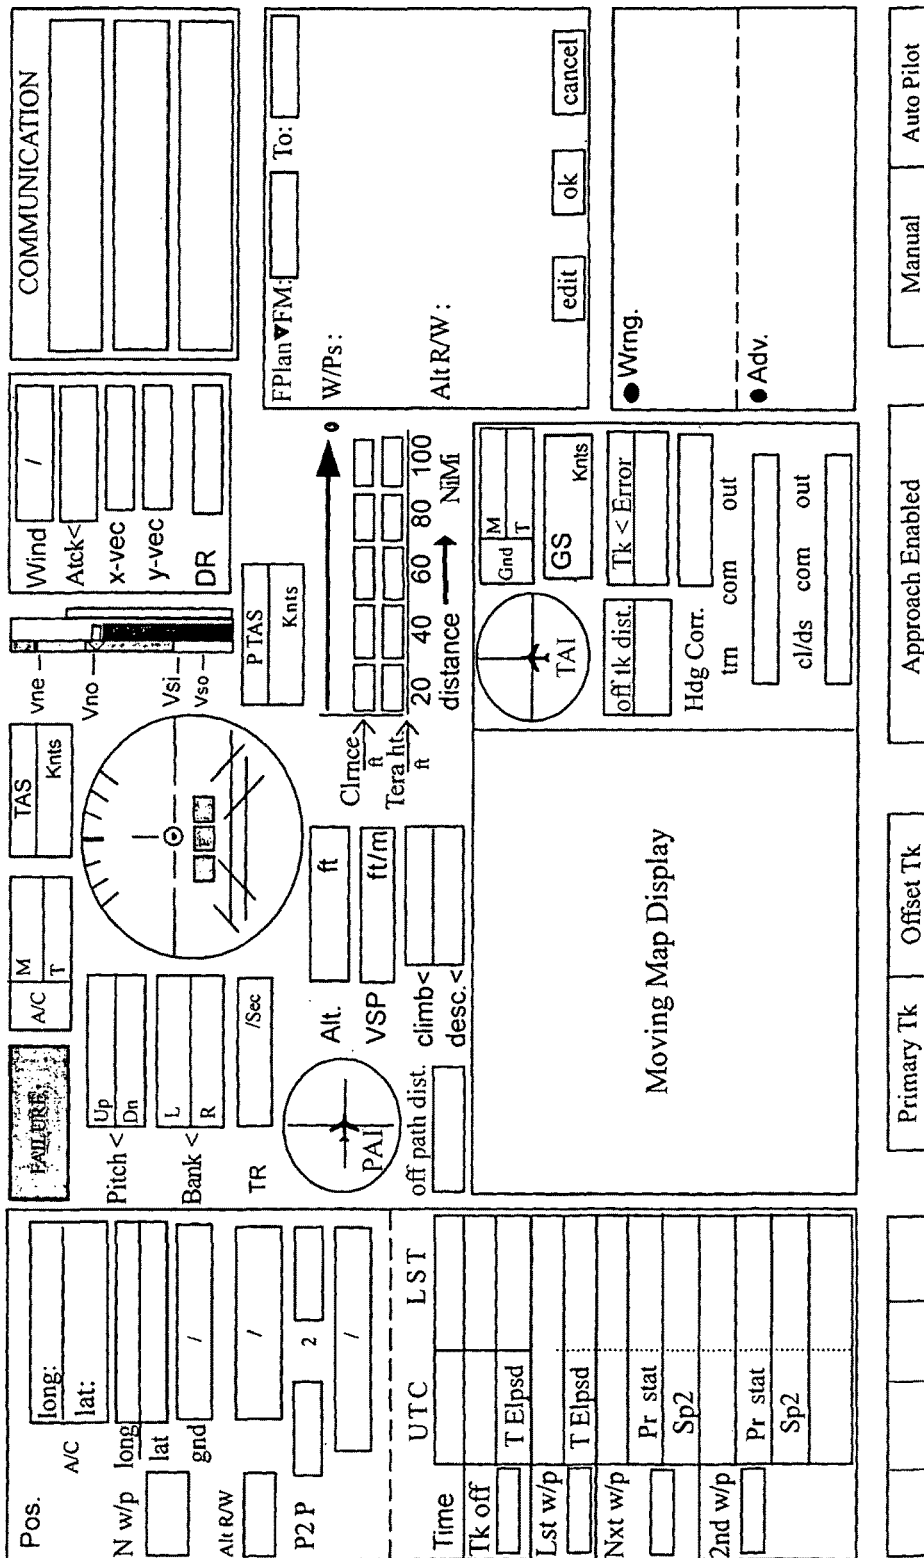 Pos.
long:
lat:
A/C
N w/p
long
lat
gnd /
Alt R/W /
P2 P 2
/
Time UTC LST
Tk off
T Elpsd
Lst w/p
T Elpsd
Nxt w/p
Pr stat
Sp2
2nd w/p
Pr stat
Sp2
FAILURE
A/C M
T
TAS
Knts
Pitch < Up
Dn
Bank < L
R
TR /Sec
Vne
Vno
Vsi
Vso
P TAS
Knts
PAI
Alt. ft
VSP ft/m
climb<
desc.<
off path dist.
Clrnce
ft
Tera ht.
ft
20 40 60 80 100
distance NiMi
Wind /
Atck<
x-vec
y-vec
DR
COMMUNICATION
FPlan▼FM: To:
W/Ps:
Alt R/W:
edit ok cancel
Moving Map Display
TAI
Gnd M
T
GS
Knts
off tk dist.
Tk < Error
Hdg Corr.
trn com out
cl/ds com out
● Wrng.
● Adv.
Primary Tk Offset Tk
Approach Enabled
Manual Auto Pilot